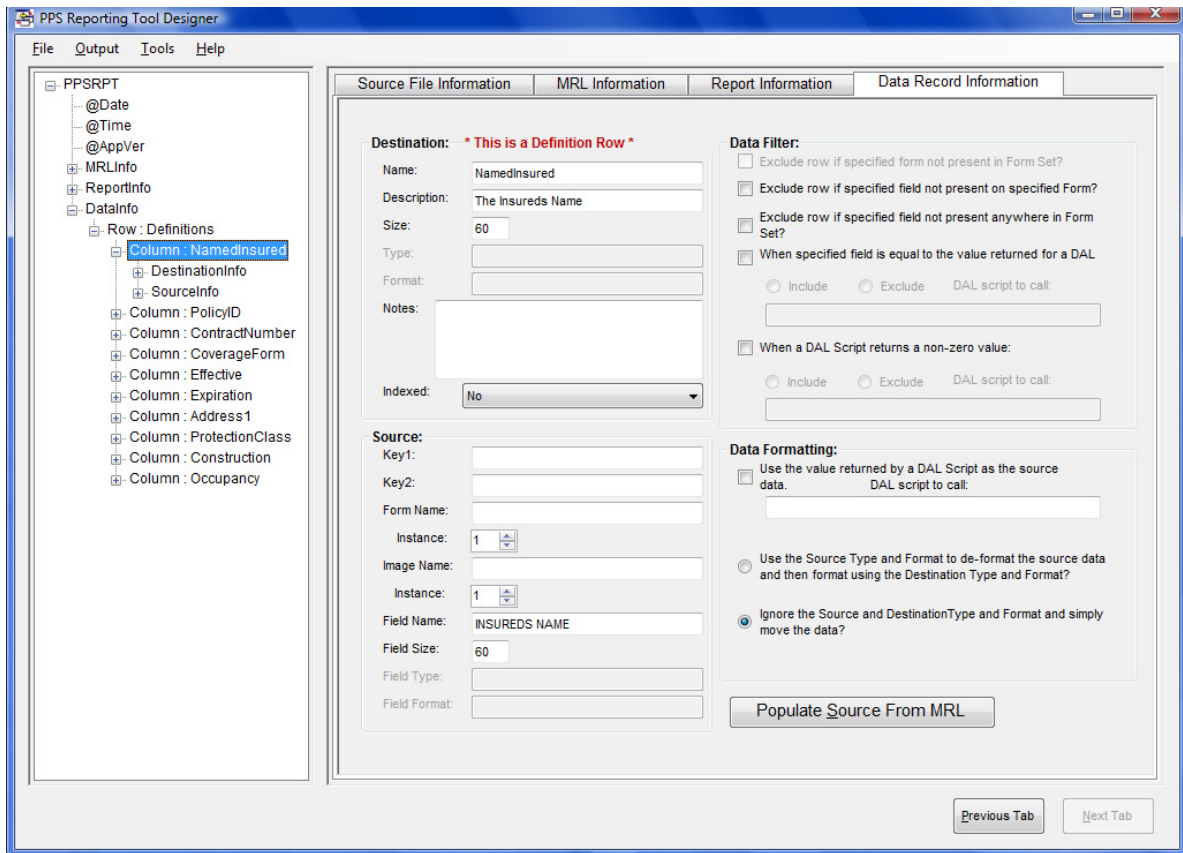 PPS Reporting Tool Designer
File Output Tools Help
PPSRPT
@Date
@Time
@AppVer
MRLInfo
ReportInfo
DataInfo
Row : Definitions
Column : NamedInsured
DestinationInfo
SourceInfo
Column : PolicyID
Column : ContractNumber
Column : CoverageForm
Column : Effective
Column : Expiration
Column : Address1
Column : ProtectionClass
Column : Construction
Column : Occupancy
Source File Information
MRL Information
Report Information
Data Record Information
Destination: * This is a Definition Row *
Name: NamedInsured
Description: The Insureds Name
Size: 60
Type:
Format:
Notes:
Indexed: No
Source:
Key1:
Key2:
Form Name:
Instance: 1
Image Name:
Instance: 1
Field Name: INSUREDS NAME
Field Size: 60
Field Type:
Field Format:
Data Filter:
Exclude row if specified form not present in Form Set?
Exclude row if specified field not present on specified Form?
Exclude row if specified field not present anywhere in Form
Set?
When specified field is equal to the value returned for a DAL
Include Exclude DAL script to call:
When a DAL Script returns a non-zero value:
Include Exclude DAL script to call:
Data Formatting:
Use the value returned by a DAL Script as the source
data. DAL script to call:
Use the Source Type and Format to de-format the source data
and then format using the Destination Type and Format?
Ignore the Source and DestinationType and Format and simply
move the data?
Populate Source From MRL
Previous Tab
Next Tab